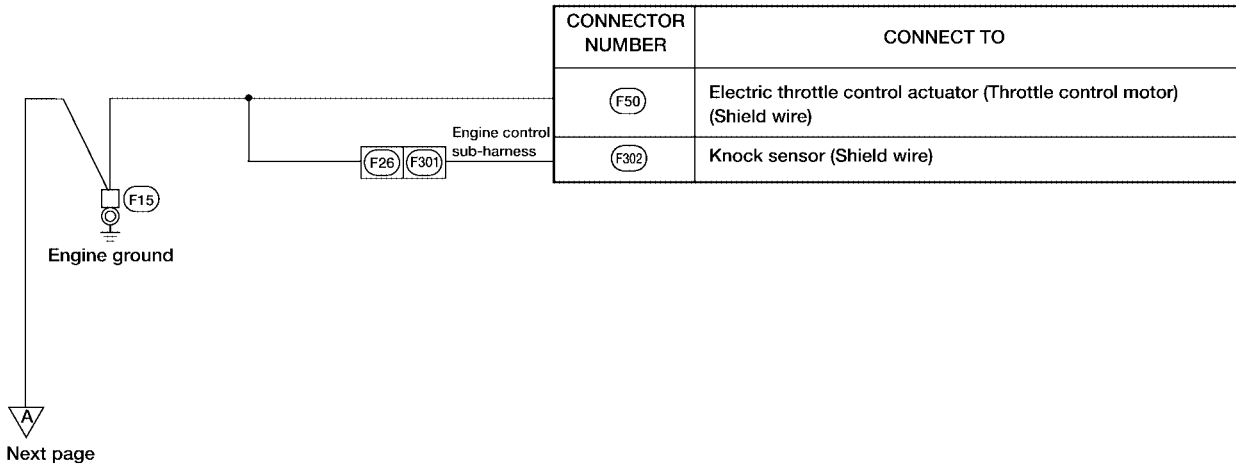 CONNECTOR
NUMBER
CONNECT TO
F50
Electric throttle control actuator (Throttle control motor)
(Shield wire)
Engine control
sub-harness
F26
F301
F302
Knock sensor (Shield wire)
F15
Engine ground
A
Next page